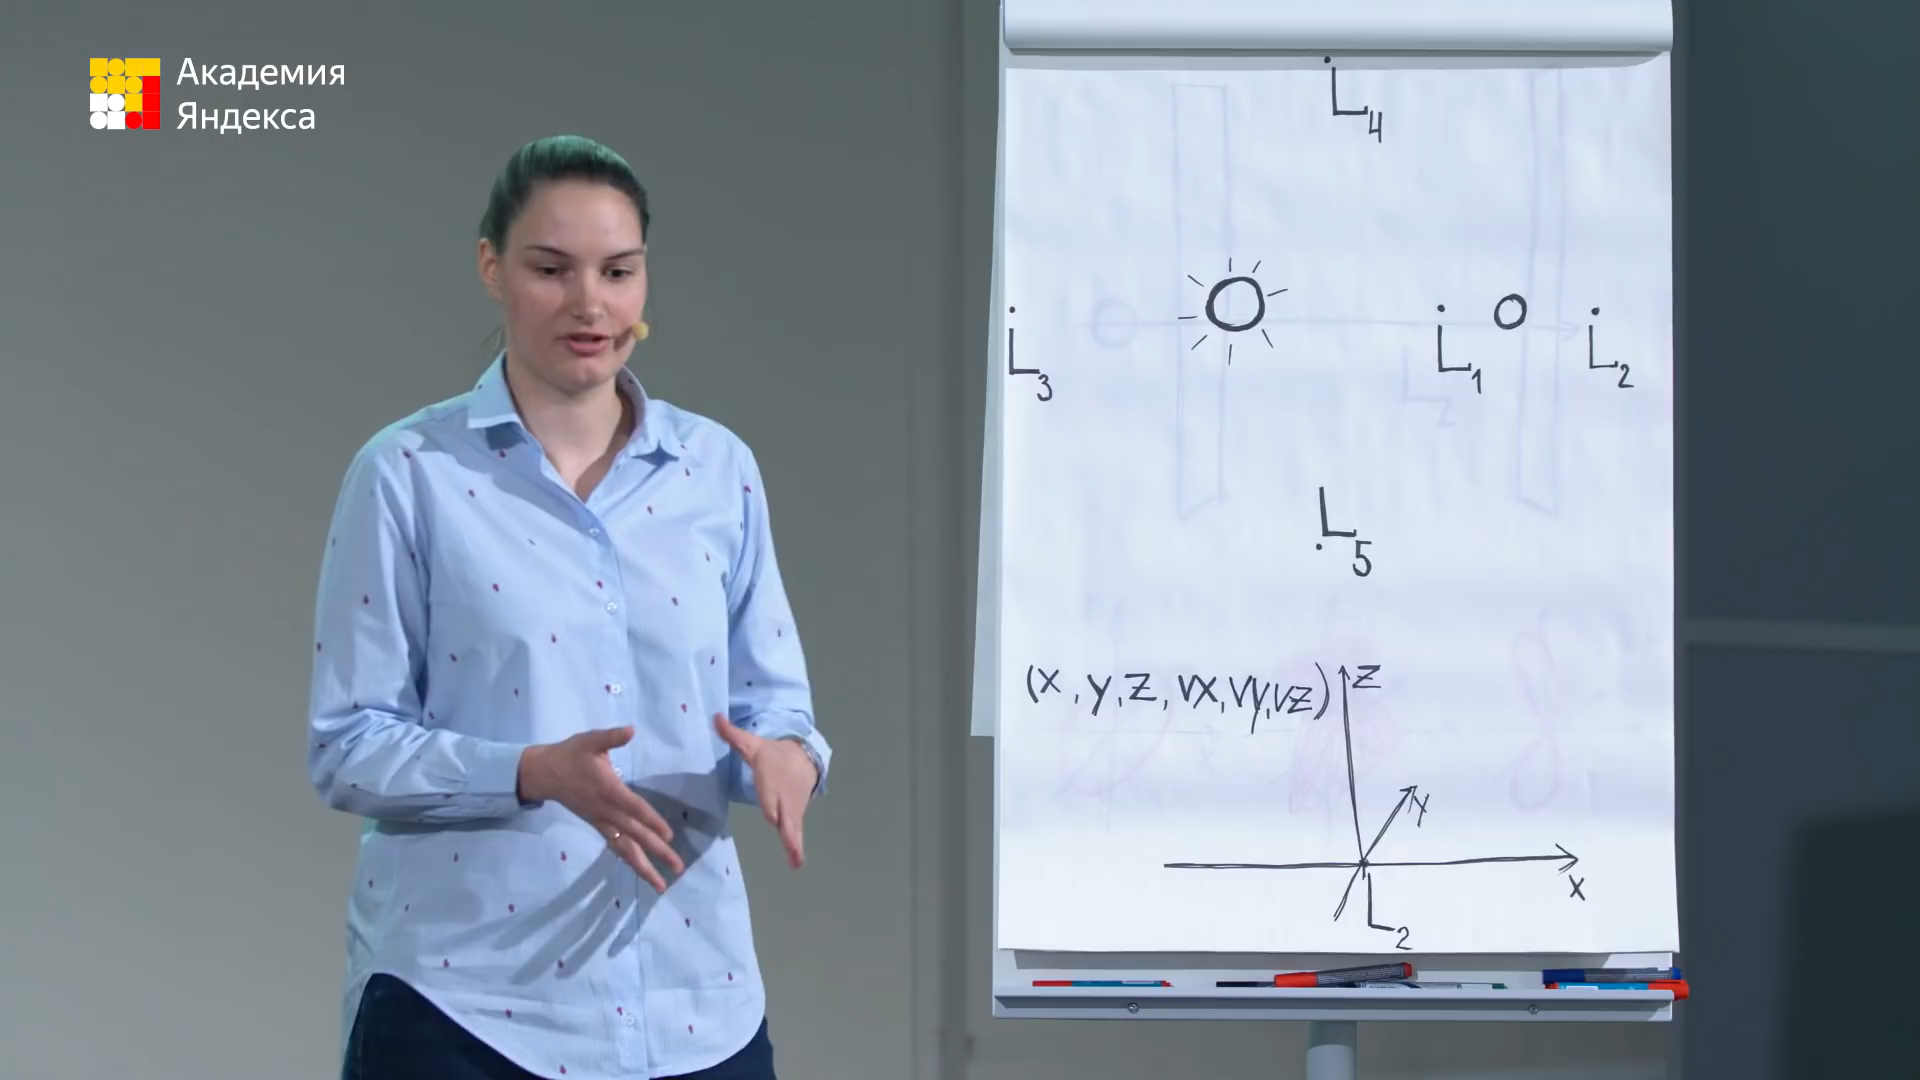 Академия
Яндекса
L4
L3
L1
L2
L5
(x, y, z, vx, vy, vz)
z
y
x
L2